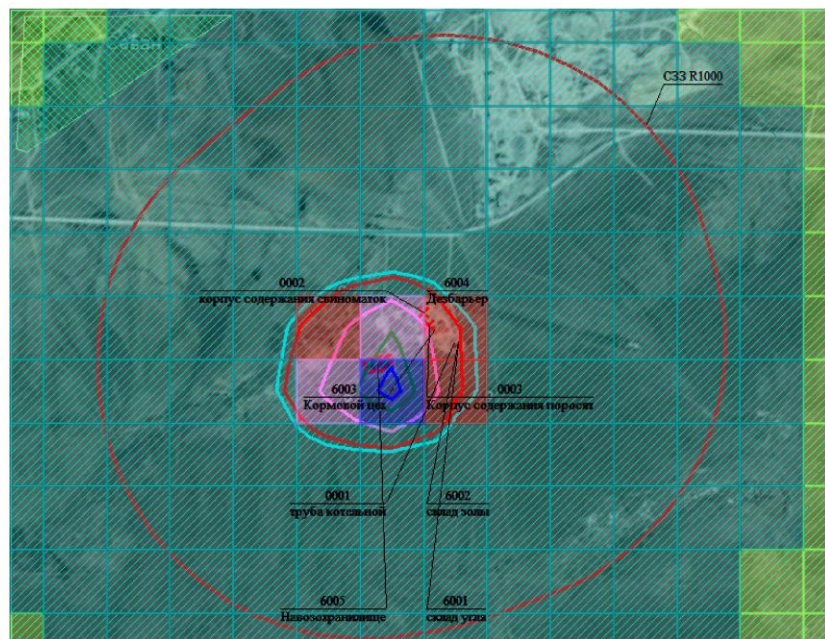 СЗЗ R1000
0002
корпус содержания свиноматок
6004
Дезбарьер
6003
Кормовой цех
0003
Корпус содержания поросят
0001
труба котельной
6002
склад золы
6005
Навозохранилище
6001
склад угля